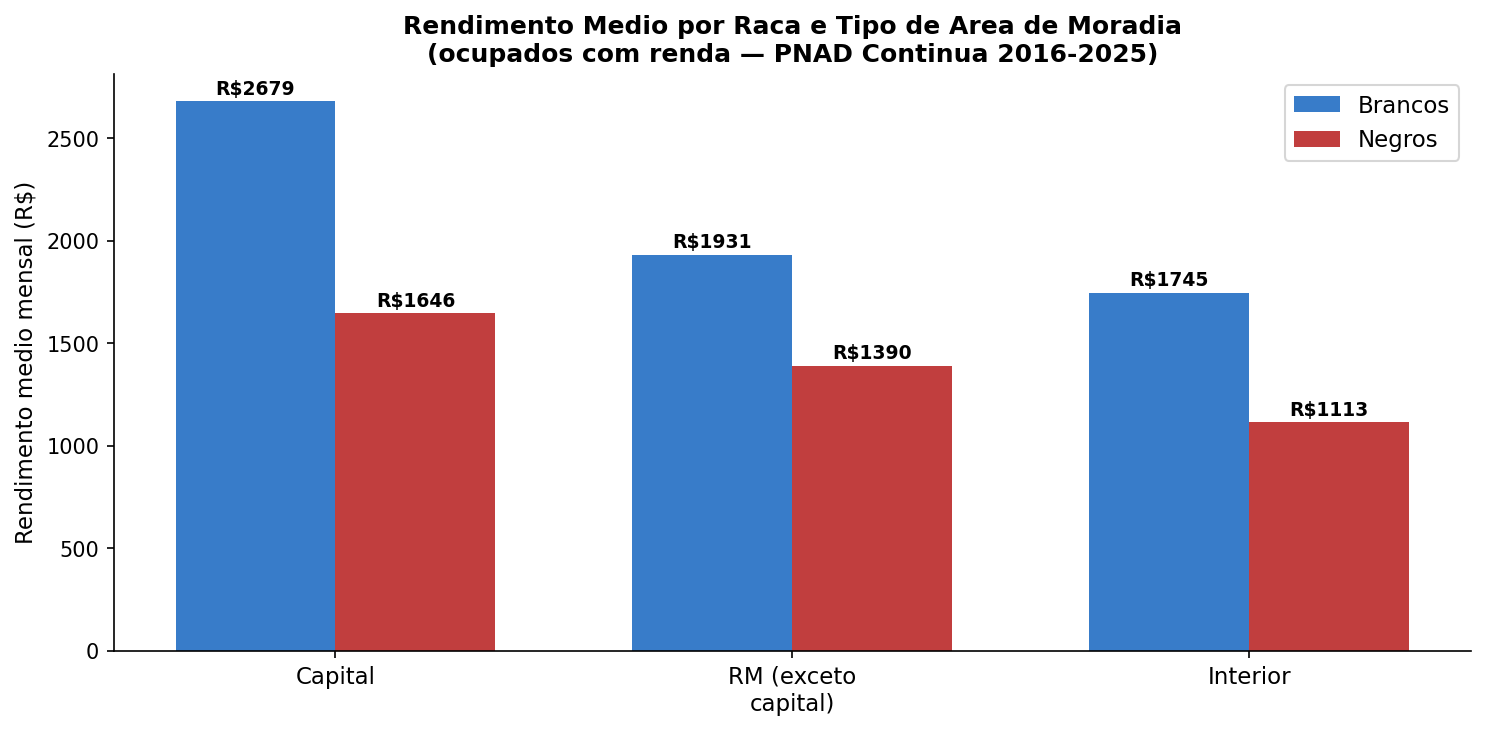 Rendimento Medio por Raca e Tipo de Area de Moradia
(ocupados com renda — PNAD Continua 2016-2025)
Rendimento medio mensal (R$)
2500
2000
1500
1000
500
0
R$2679
R$1646
R$1931
R$1390
R$1745
R$1113
Brancos
Negros
Capital
RM (exceto
capital)
Interior